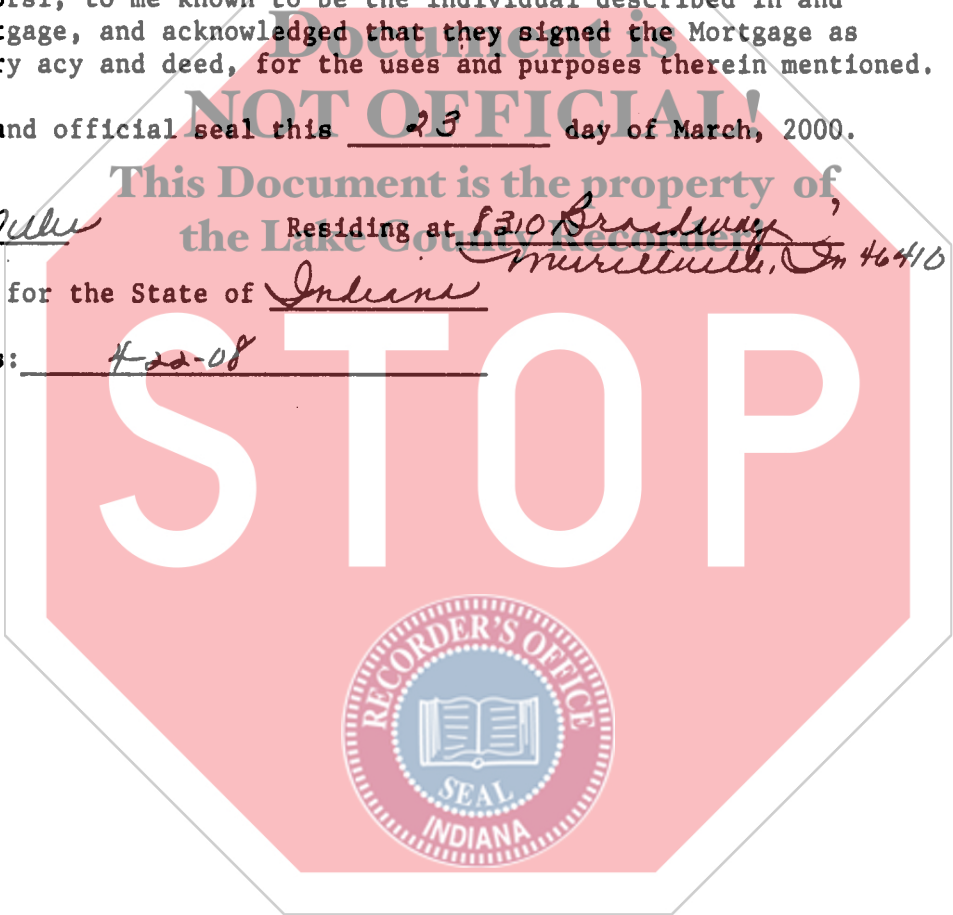 to me known to be the individual described in and
tgage, and acknowledged that they signed the Mortgage as
ry acy and deed, for the uses and purposes therein mentioned.
and official seal this 23 day of March, 2000.
Residing at 8310 Broadway,
Merrillville, In 46410
for the State of Indiana
s: 4-22-08
Document is
NOT OFFICIAL!
This Document is the property of
the Lake County Recorder!
STOP
RECORDER'S OFFICE
SEAL
INDIANA